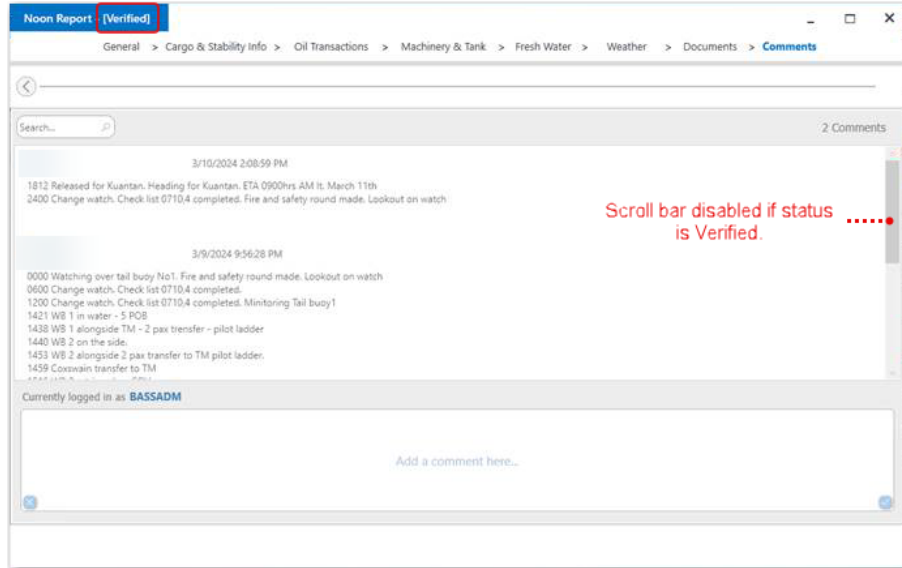 Noon Report - [Verified]
General > Cargo & Stability Info > Oil Transactions > Machinery & Tank > Fresh Water > Weather > Documents > Comments
Search...
2 Comments
3/10/2024 2:08:59 PM
1812 Released for Kuantan. Heading for Kuantan. ETA 0900hrs AM lt. March 11th
2400 Change watch. Check list 0710,4 completed. Fire and safety round made. Lookout on watch
Scroll bar disabled if status
is Verified.
3/9/2024 9:56:28 PM
0000 Watching over tail buoy No1. Fire and safety round made. Lookout on watch
0600 Change watch. Check list 0710,4 completed.
1200 Change watch. Check list 0710,4 completed. Minitoring Tail buoy1
1421 WB 1 in water - 5 POB
1438 WB 1 alongside TM - 2 pax trensfer - pilot ladder
1440 WB 2 on the side.
1453 WB 2 alongside 2 pax transfer to TM pilot ladder.
1459 Coxswain transfer to TM
Currently logged in as BASSADM
Add a comment here...